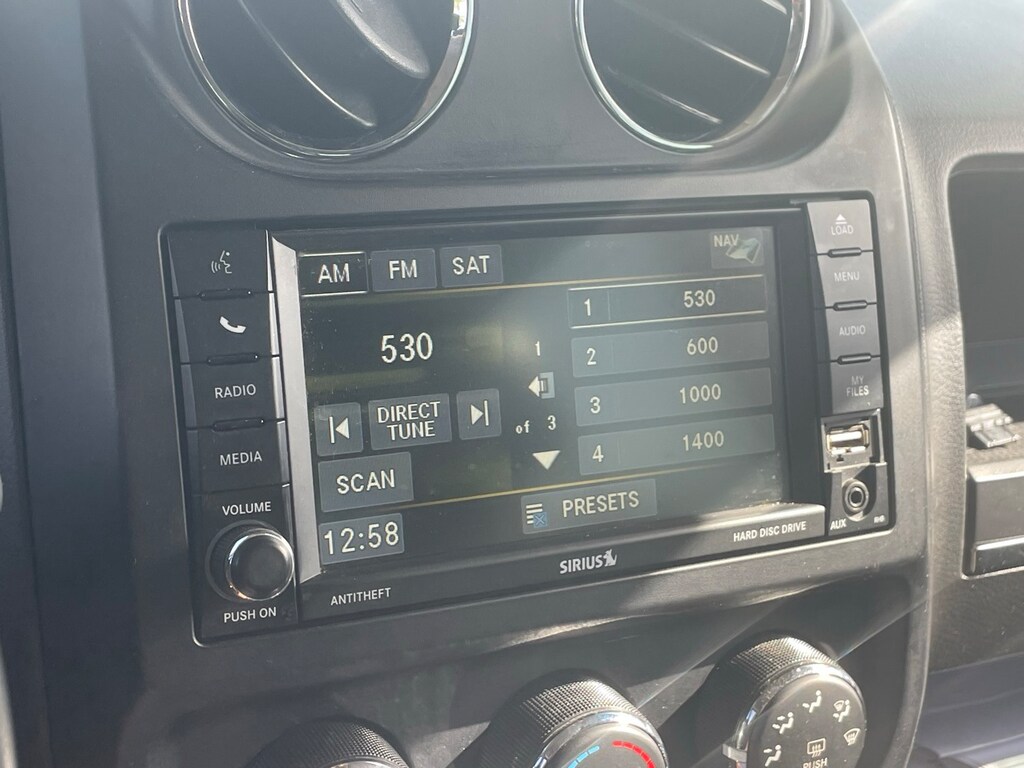 AM FM SAT NAV
530
1 530
2 600
3 1000
4 1400
1
of 3
DIRECT
TUNE
SCAN
12:58
PRESETS
RADIO
MEDIA
VOLUME
PUSH ON
LOAD
MENU
AUDIO
MY
FILES
AUX
ANTITHEFT
SIRIUS
HARD DISC DRIVE
PUSH